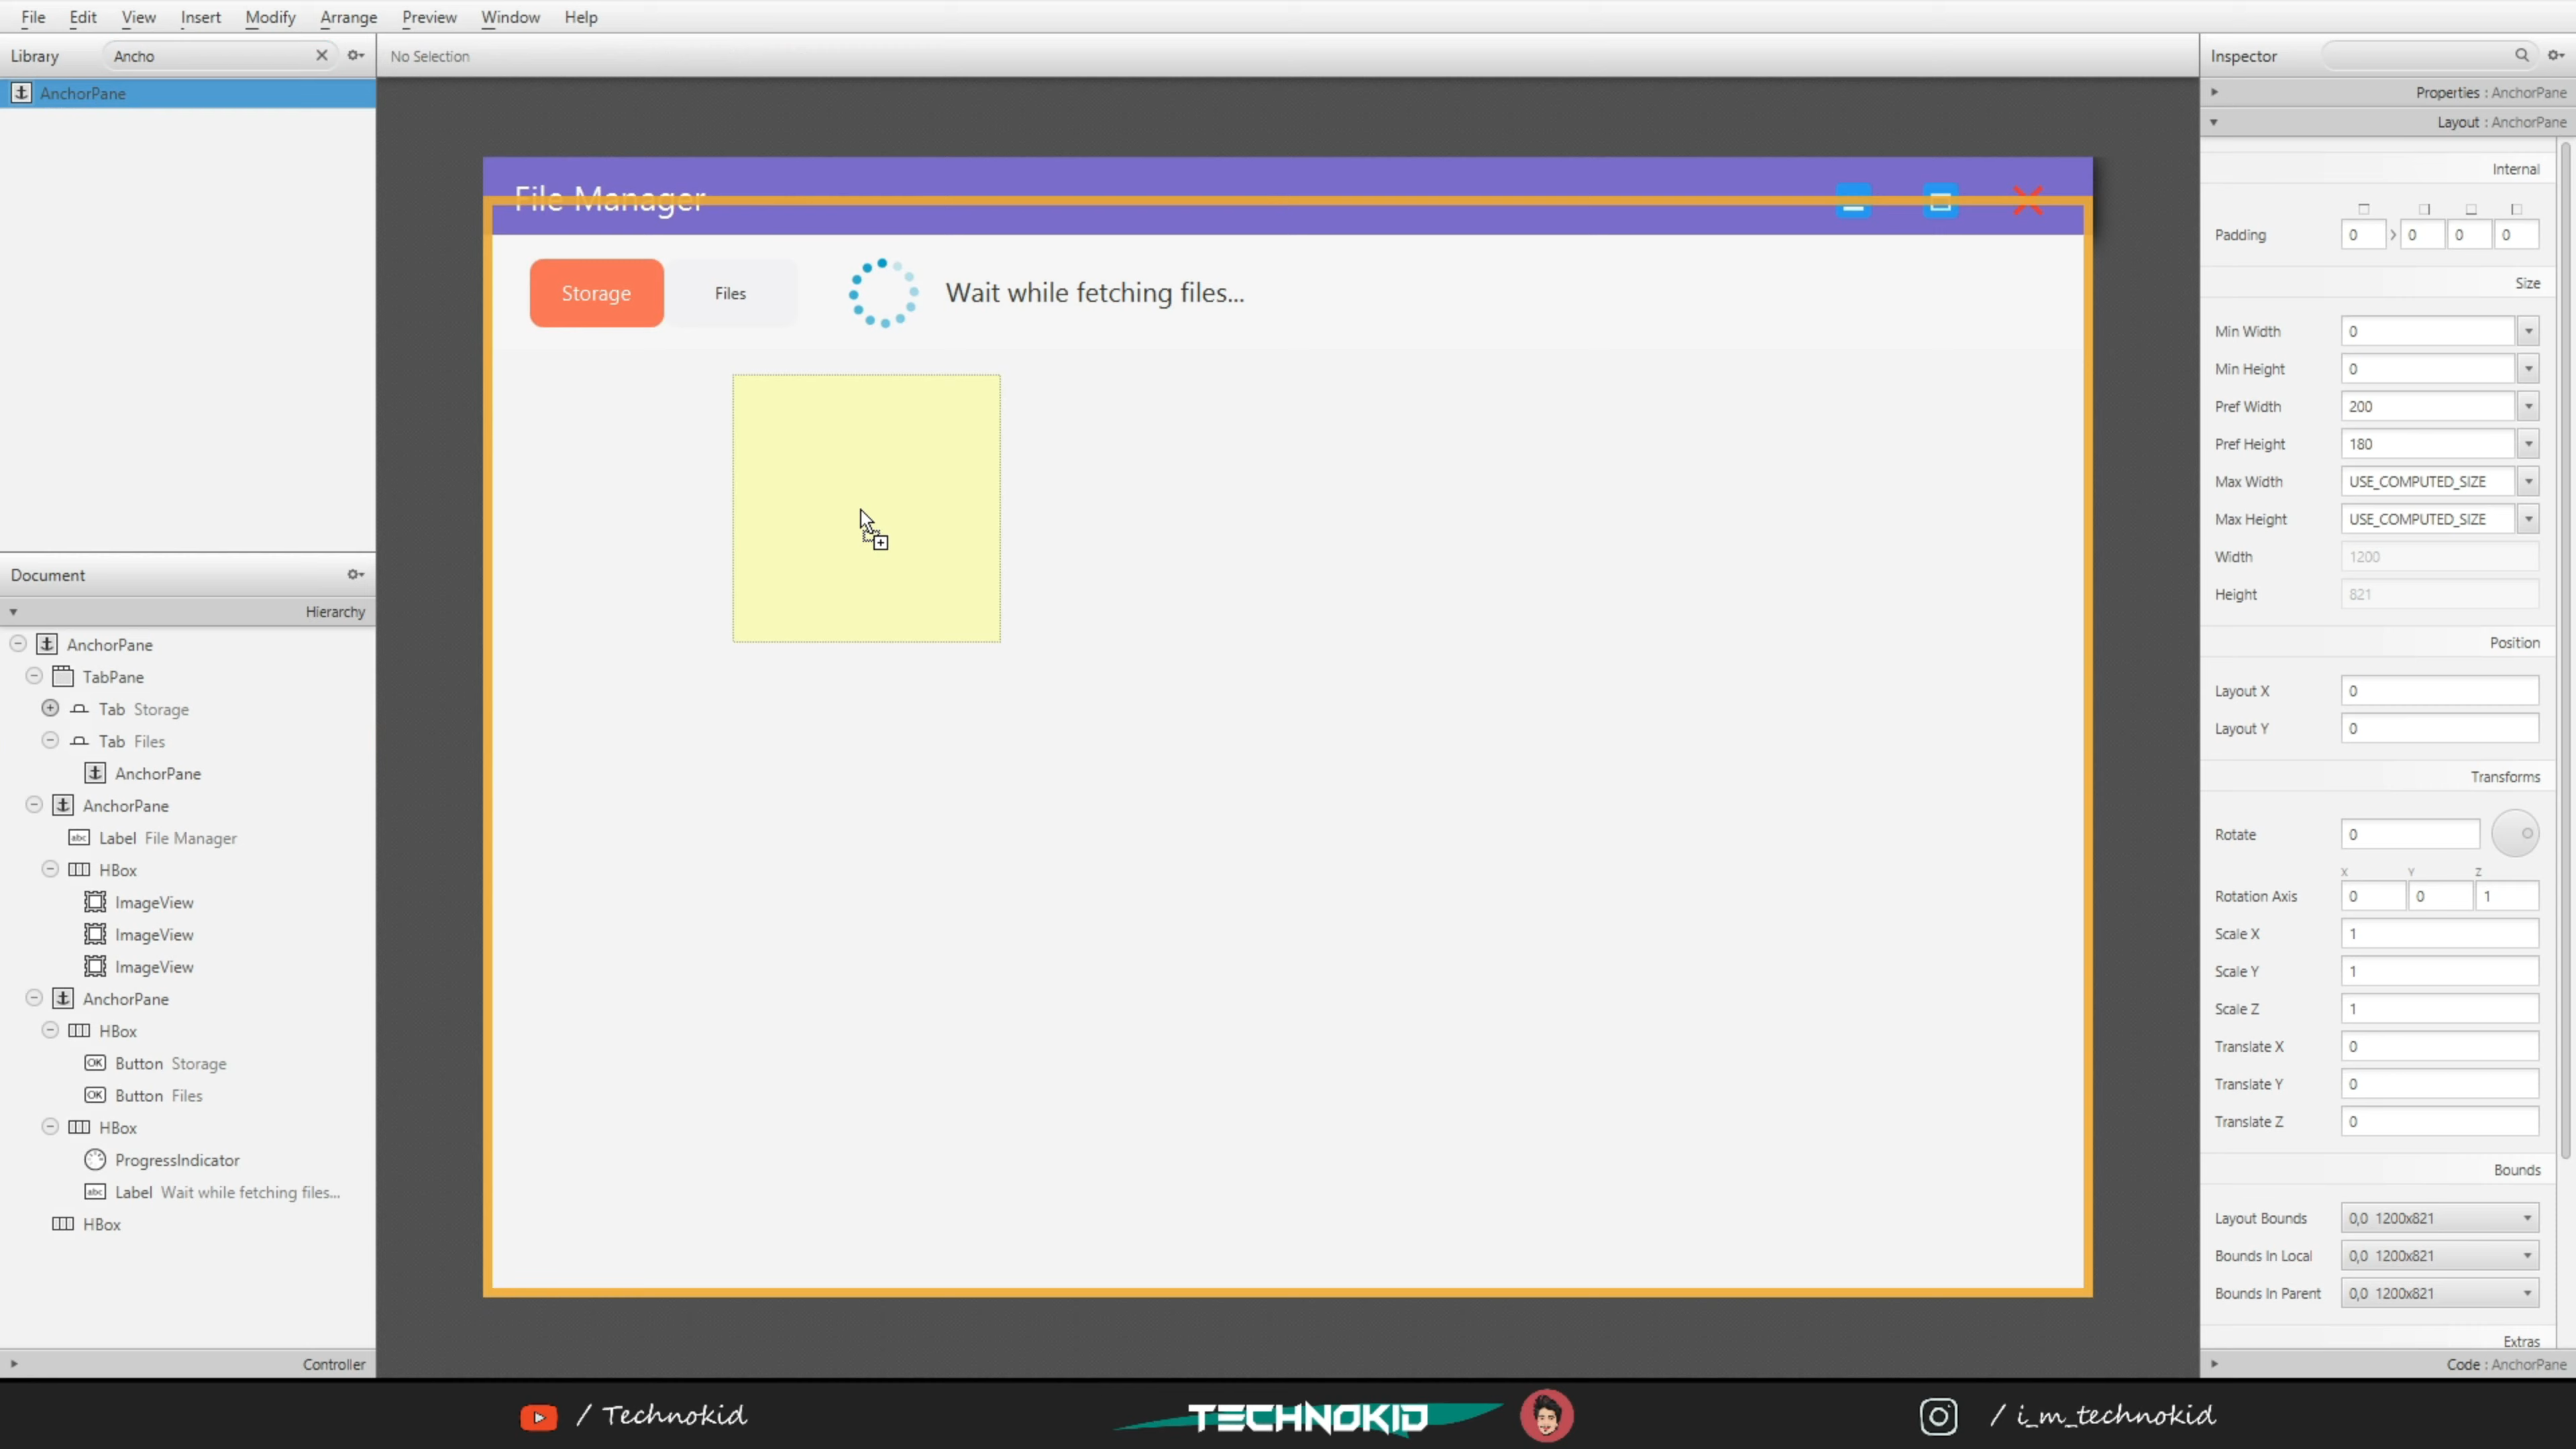 File Edit View Insert Modify Arrange Preview Window Help
Library Ancho
No Selection
Inspector
AnchorPane
Properties : AnchorPane
Layout : AnchorPane
File Manager
Storage Files Wait while fetching files...
Internal
Padding 0 0 0 0
Size
Min Width 0
Min Height 0
Pref Width 200
Pref Height 180
Max Width USE_COMPUTED_SIZE
Max Height USE_COMPUTED_SIZE
Width 1200
Height 821
Position
Layout X 0
Layout Y 0
Transforms
Rotate 0
X Y Z
Rotation Axis 0 0 1
Scale X 1
Scale Y 1
Scale Z 1
Translate X 0
Translate Y 0
Translate Z 0
Bounds
Layout Bounds 0,0 1200x821
Bounds In Local 0,0 1200x821
Bounds In Parent 0,0 1200x821
Extras
Code : AnchorPane
Document
Hierarchy
AnchorPane
TabPane
Tab Storage
Tab Files
AnchorPane
AnchorPane
abc Label File Manager
HBox
ImageView
ImageView
ImageView
AnchorPane
HBox
OK Button Storage
OK Button Files
HBox
ProgressIndicator
abc Label Wait while fetching files...
HBox
Controller
/ Technokid
TECHNOKID
/ i_m_technokid